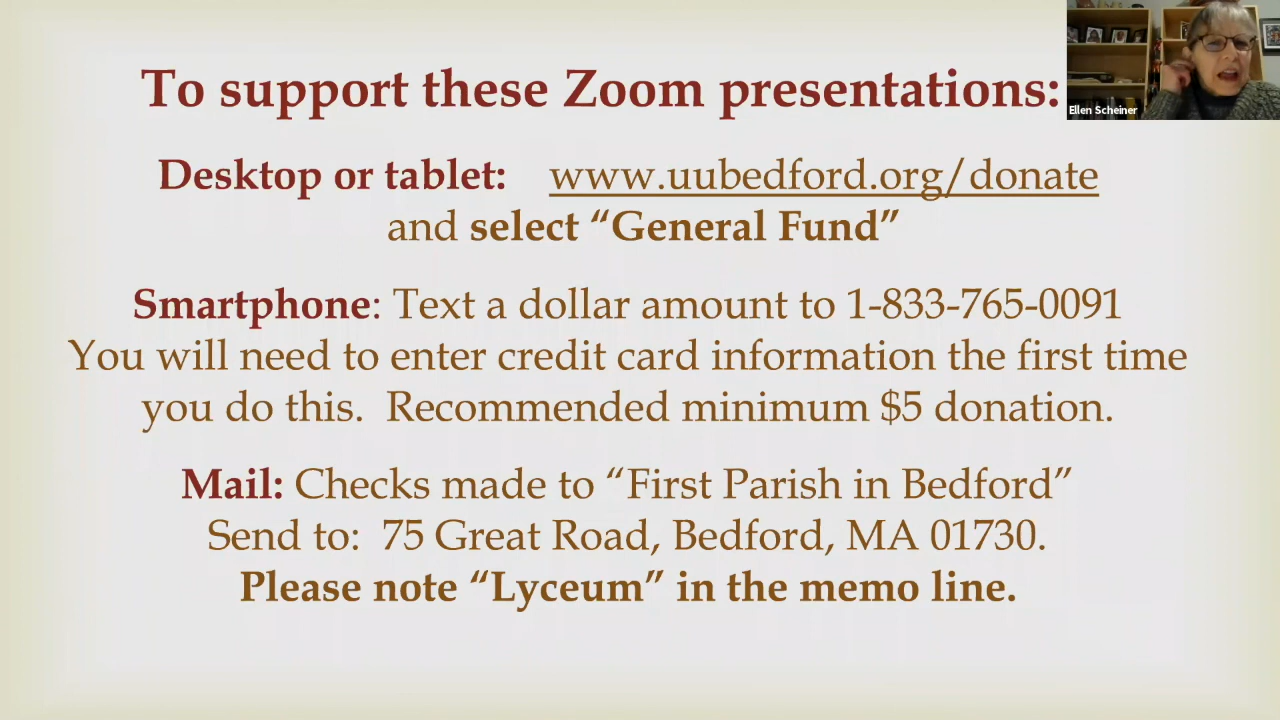 To support these Zoom presentations:
Ellen Scheiner
Desktop or tablet: www.uubedford.org/donate
and select “General Fund”
Smartphone: Text a dollar amount to 1-833-765-0091
You will need to enter credit card information the first time
you do this. Recommended minimum $5 donation.
Mail: Checks made to “First Parish in Bedford”
Send to: 75 Great Road, Bedford, MA 01730.
Please note “Lyceum” in the memo line.